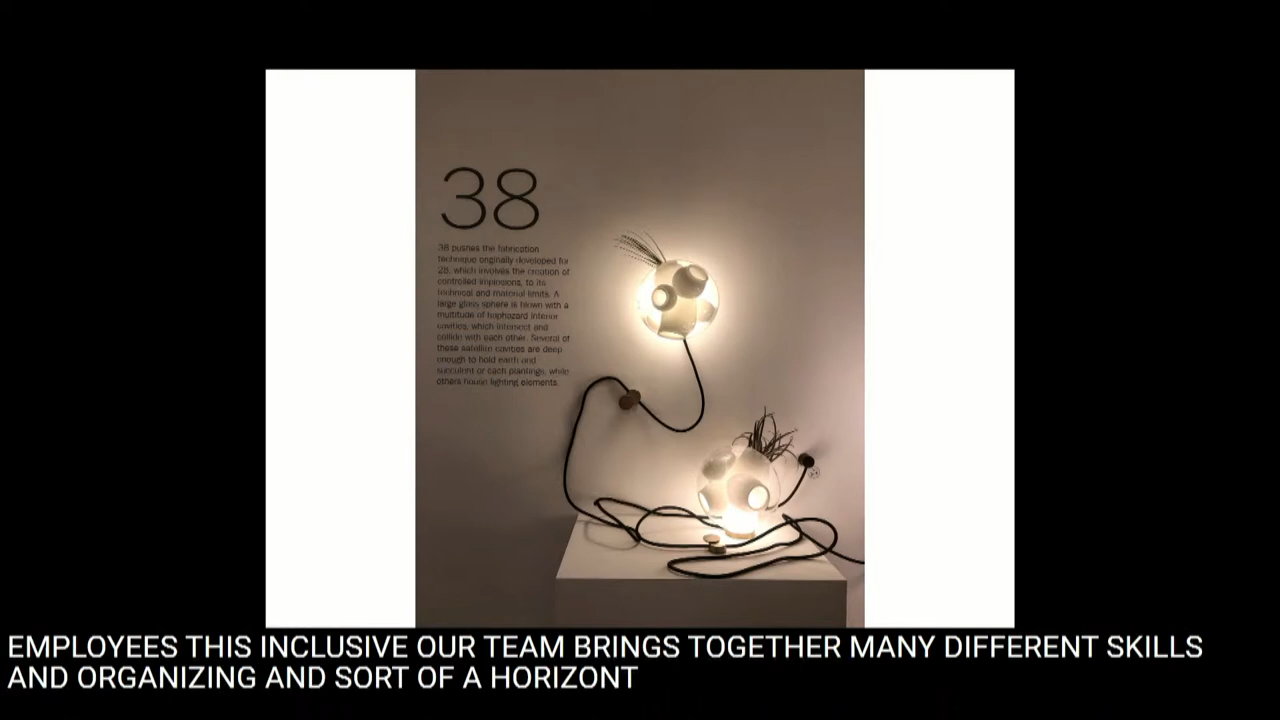 38
38 pushes the fabrication
technique originally developed for
28, which involves the creation of
controlled implosions, to its
technical and material limits. A
large glass sphere is blown with a
multitude of haphazard interior
cavities, which intersect and
collide with each other. Several of
these satellite cavities are deep
enough to hold earth and
succulent or cacti plantings, while
others house lighting elements.
EMPLOYEES THIS INCLUSIVE OUR TEAM BRINGS TOGETHER MANY DIFFERENT SKILLS
AND ORGANIZING AND SORT OF A HORIZONT